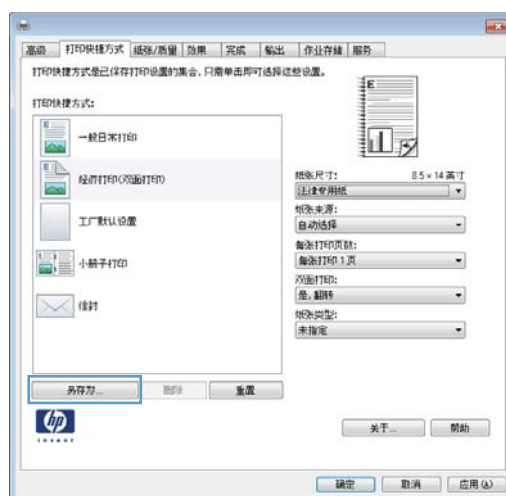 高级 打印快捷方式 纸张/质量 效果 完成 输出 作业存储 服务
打印快捷方式是已保存打印设置的集合，只需单击即可选择这些设置。
打印快捷方式:
一般日常打印
经济打印(双面打印)
工厂默认设置
小册子打印
信封
E
纸张尺寸: 8.5 × 14 英寸
法律专用纸
纸张来源:
自动选择
每张打印页数:
每张打印 1 页
双面打印:
是, 翻转
纸张类型:
未指定
另存为... 删除 重置
hp
invent
关于... 帮助
确定 取消 应用(A)